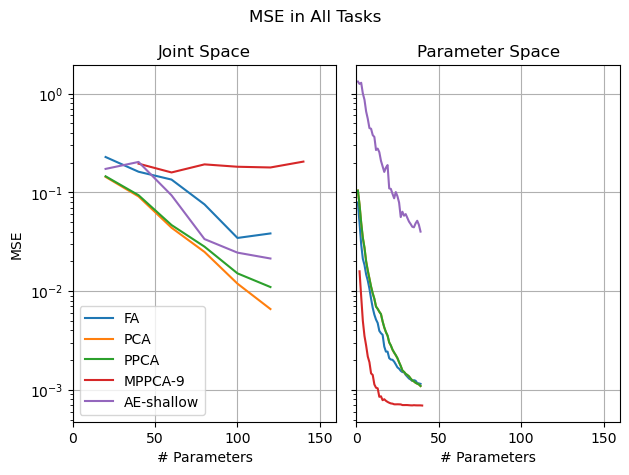 MSE in All Tasks
Joint Space
Parameter Space
MSE
10⁰
10⁻¹
10⁻²
10⁻³
FA
PCA
PPCA
MPPCA-9
AE-shallow
0 50 100 150
0 50 100 150
# Parameters
# Parameters